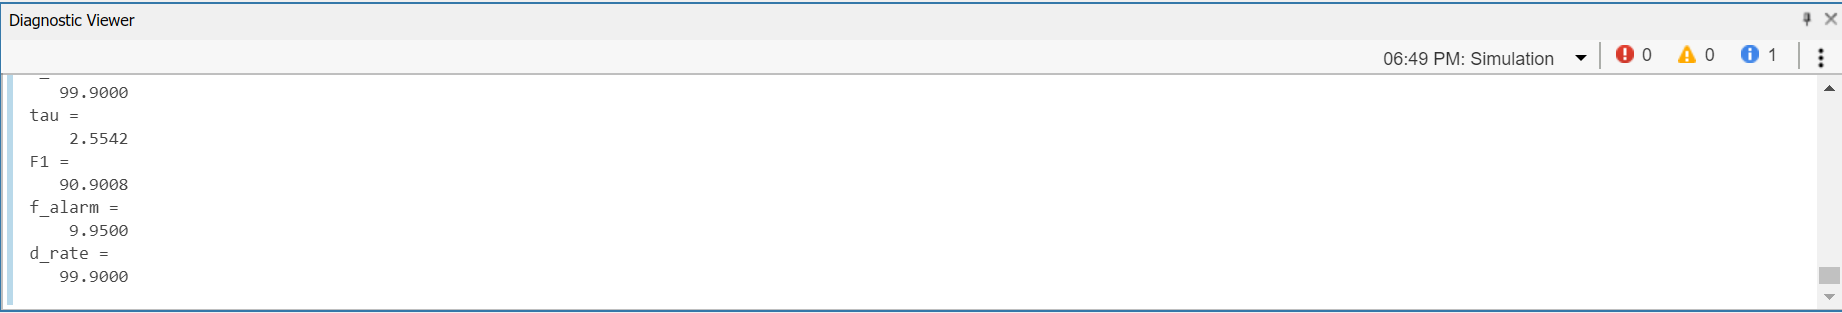 Diagnostic Viewer
06:49 PM: Simulation 0 0 1
99.9000
tau =
2.5542
F1 =
90.9008
f_alarm =
9.9500
d_rate =
99.9000